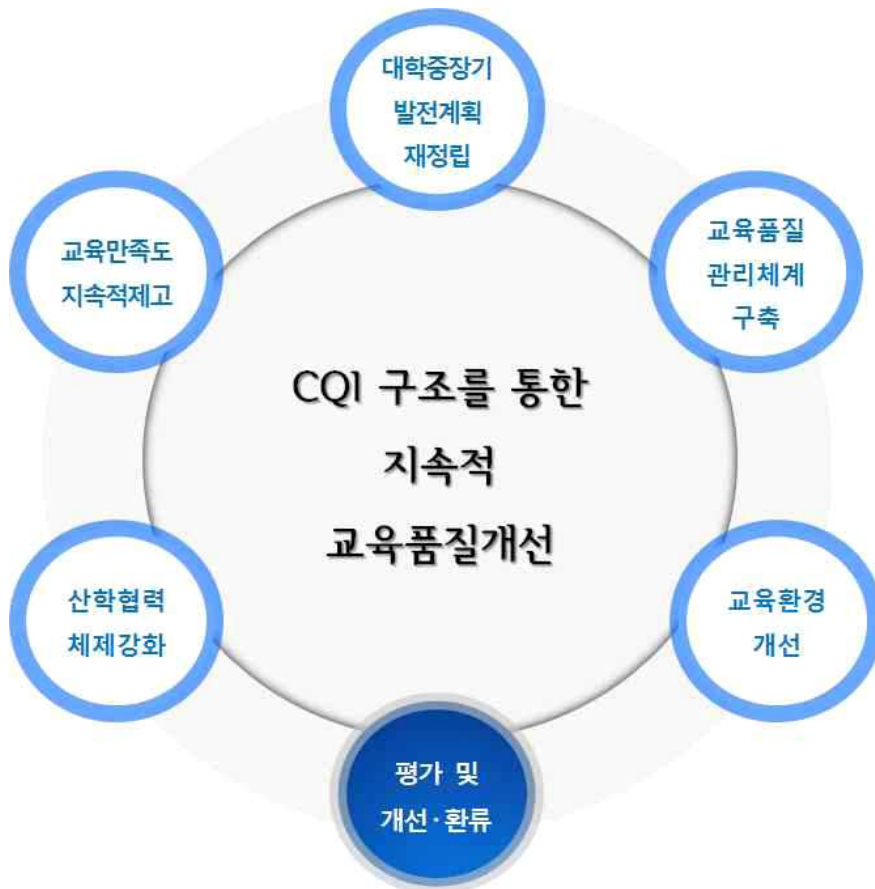 대학중장기
발전계획
재정립
교육만족도
지속적제고
교육품질
관리체계
구축
CQI 구조를 통한
지속적
교육품질개선
산학협력
체제강화
교육환경
개선
평가 및
개선·환류